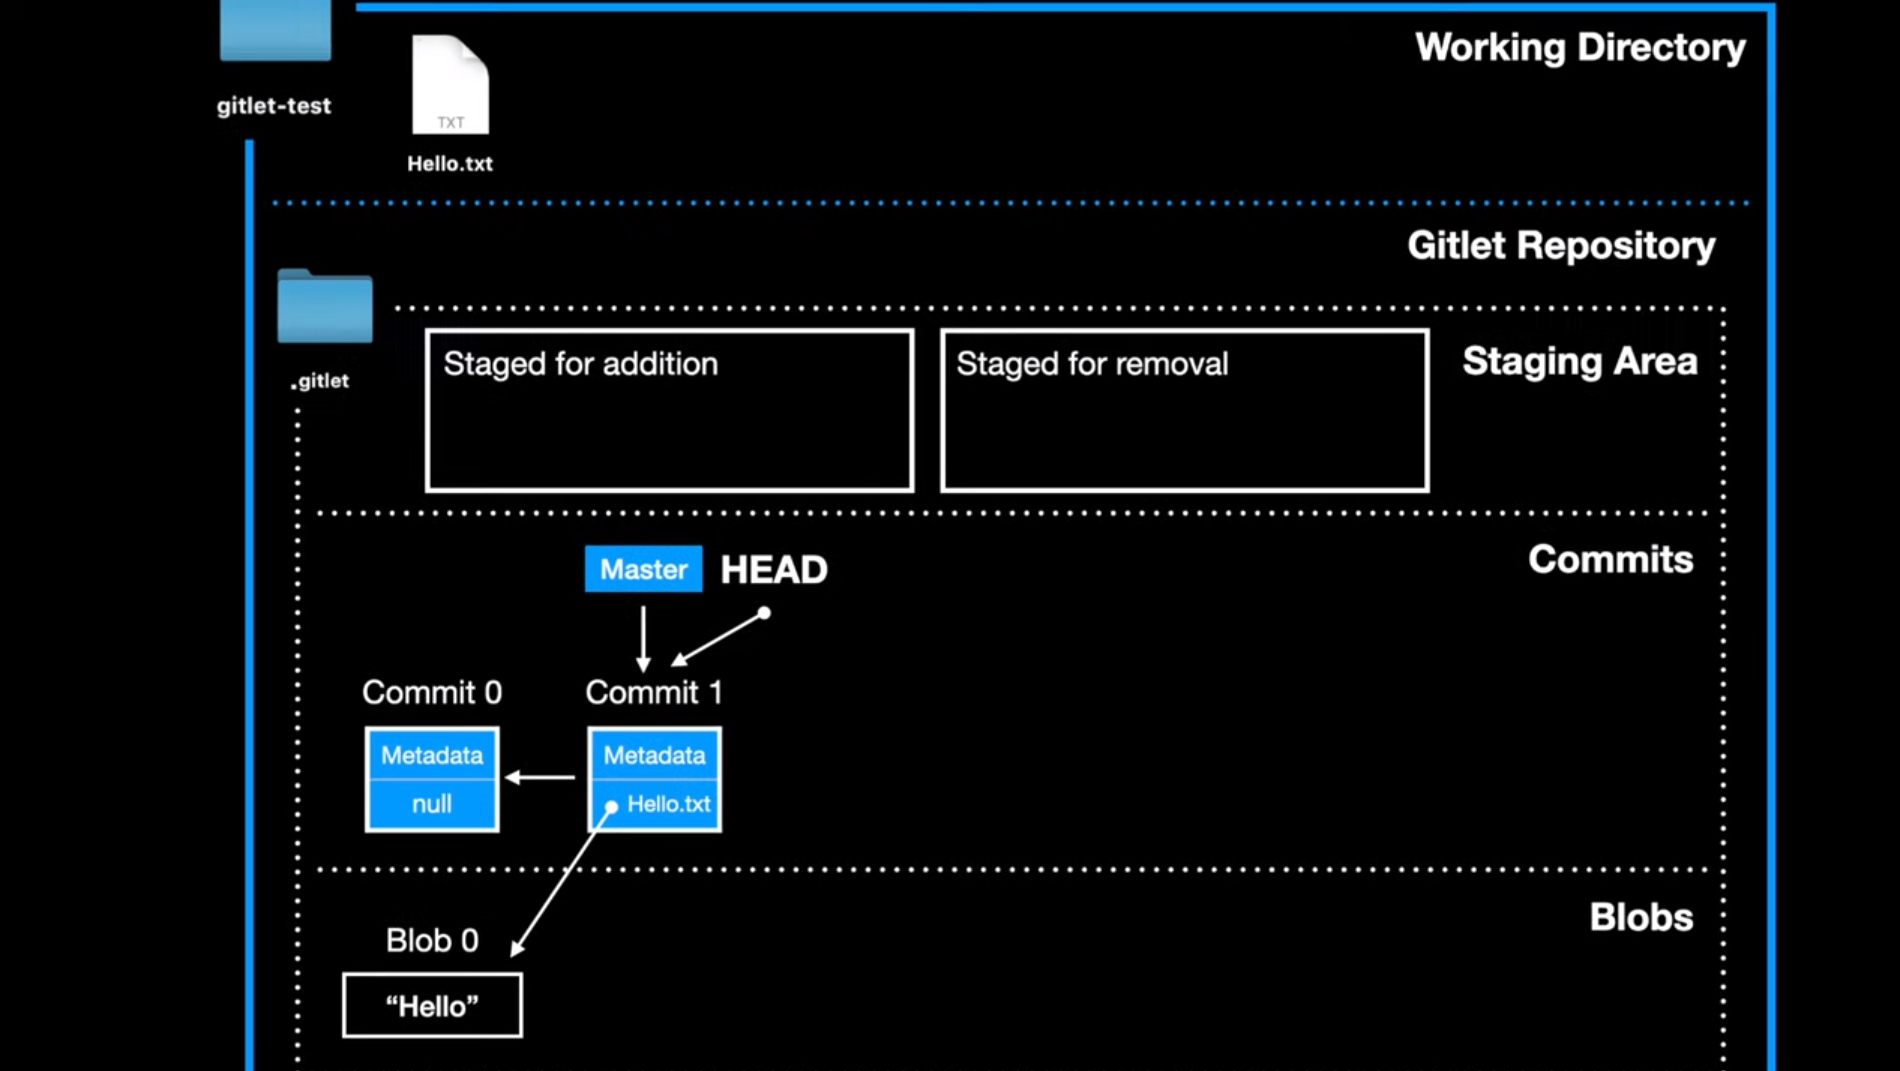 Working Directory
gitlet-test
TXT
Hello.txt
Gitlet Repository
.gitlet
Staged for addition
Staged for removal
Staging Area
Master
HEAD
Commits
Commit 0
Commit 1
Metadata
null
Metadata
Hello.txt
Blobs
Blob 0
“Hello”